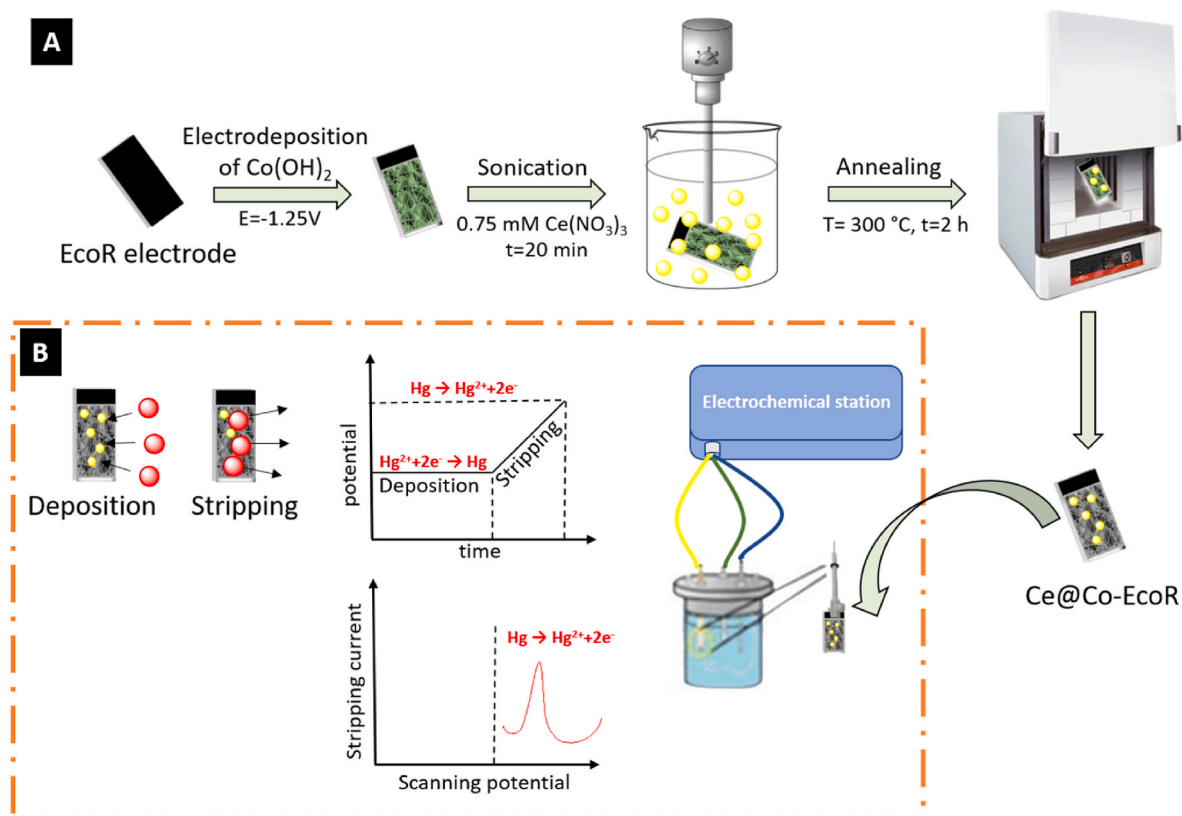 A
Electrodeposition
of Co(OH)₂
E=-1.25V
EcoR electrode
Sonication
0.75 mM Ce(NO₃)₃
t=20 min
Annealing
T= 300 °C, t=2 h
B
Deposition
Stripping
Hg → Hg²⁺+2e⁻
Hg²⁺+2e⁻ → Hg
Deposition
Stripping
potential
time
Hg → Hg²⁺+2e⁻
Stripping current
Scanning potential
Electrochemical station
Ce@Co-EcoR